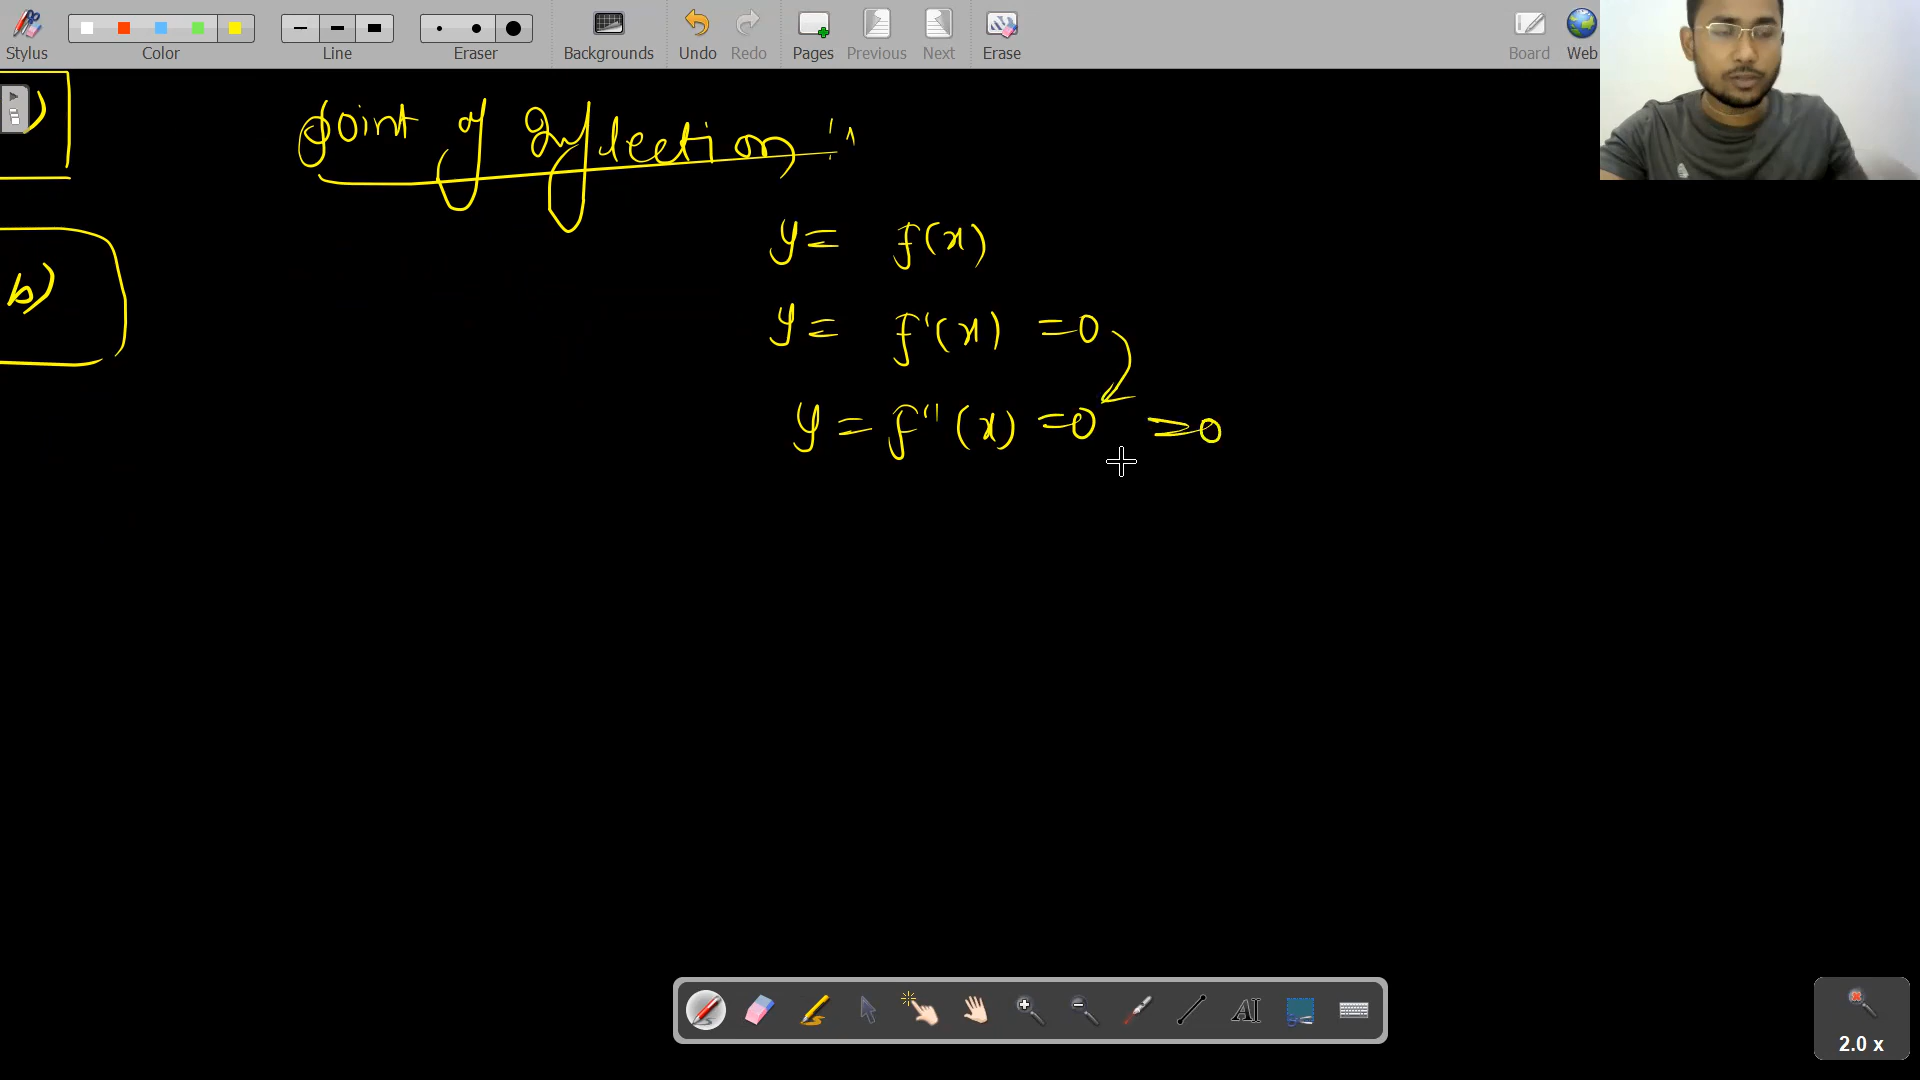 Stylus Color Line Eraser Backgrounds Undo Redo Pages Previous Next Erase Board Web
)
point of Inflection :-
y = f(x)
b)
y = f'(x) =0
y = f''(x) =0 =0
2.0 x